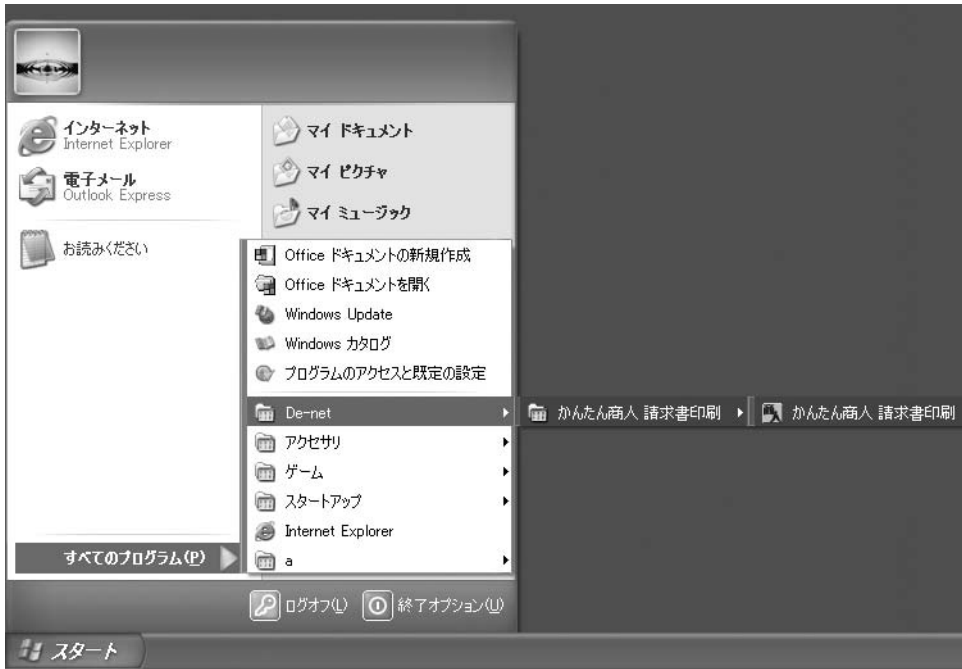 インターネット
Internet Explorer
電子メール
Outlook Express
お読みください
マイ ドキュメント
マイ ピクチャ
マイ ミュージック
Office ドキュメントの新規作成
Office ドキュメントを開く
Windows Update
Windows カタログ
プログラムのアクセスと既定の設定
De-net
かんたん商人 請求書印刷
かんたん商人 請求書印刷
アクセサリ
ゲーム
スタートアップ
Internet Explorer
a
すべてのプログラム(P)
ログオフ(L)
終了オプション(U)
スタート